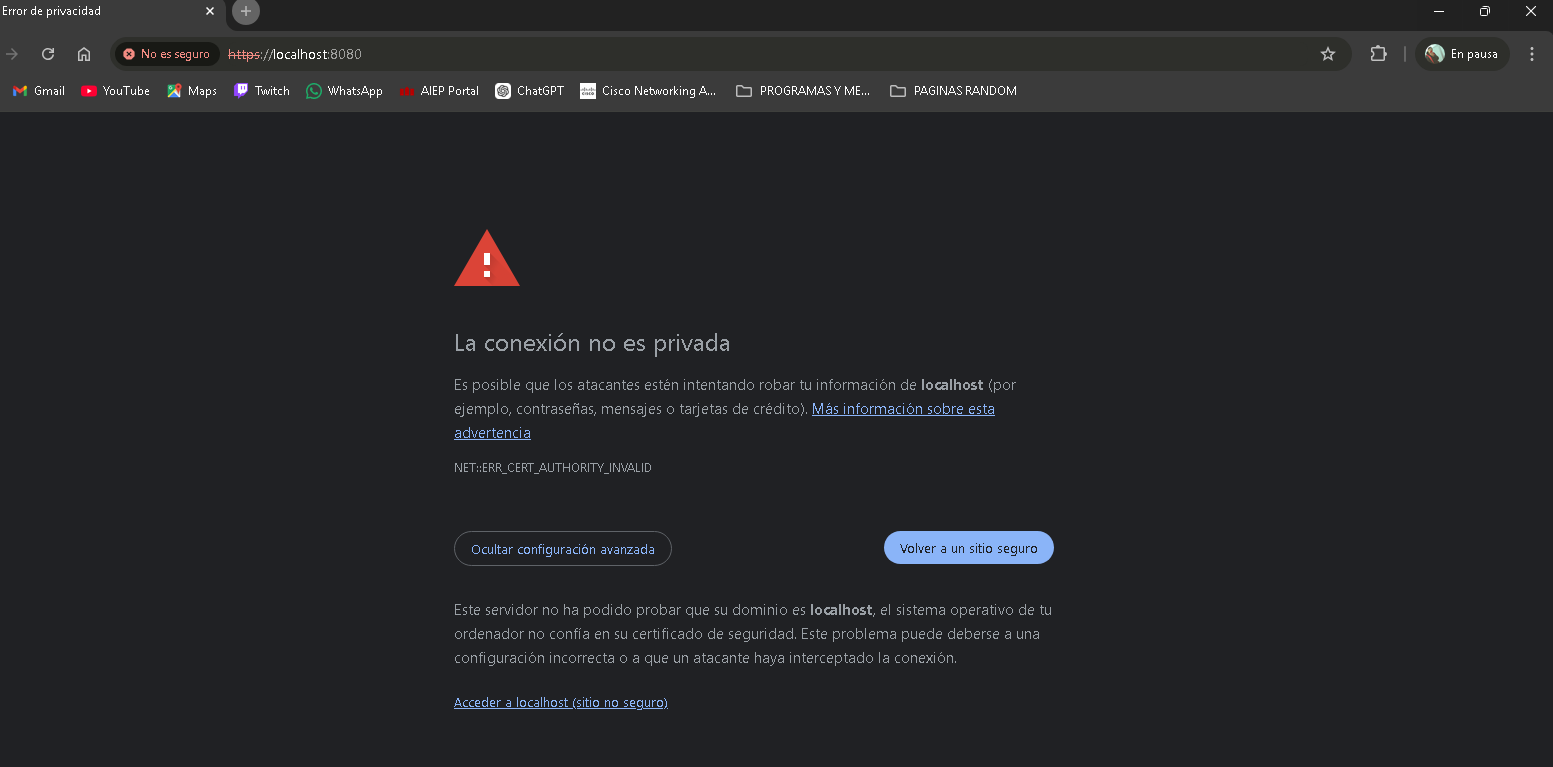 Error de privacidad
No es seguro https://localhost:8080 En pausa
Gmail YouTube Maps Twitch WhatsApp AIEP Portal ChatGPT Cisco Networking A... PROGRAMAS Y ME... PAGINAS RANDOM
La conexión no es privada
Es posible que los atacantes estén intentando robar tu información de localhost (por
ejemplo, contraseñas, mensajes o tarjetas de crédito). Más información sobre esta
advertencia
NET::ERR_CERT_AUTHORITY_INVALID
Ocultar configuración avanzada Volver a un sitio seguro
Este servidor no ha podido probar que su dominio es localhost, el sistema operativo de tu
ordenador no confía en su certificado de seguridad. Este problema puede deberse a una
configuración incorrecta o a que un atacante haya interceptado la conexión.
Acceder a localhost (sitio no seguro)